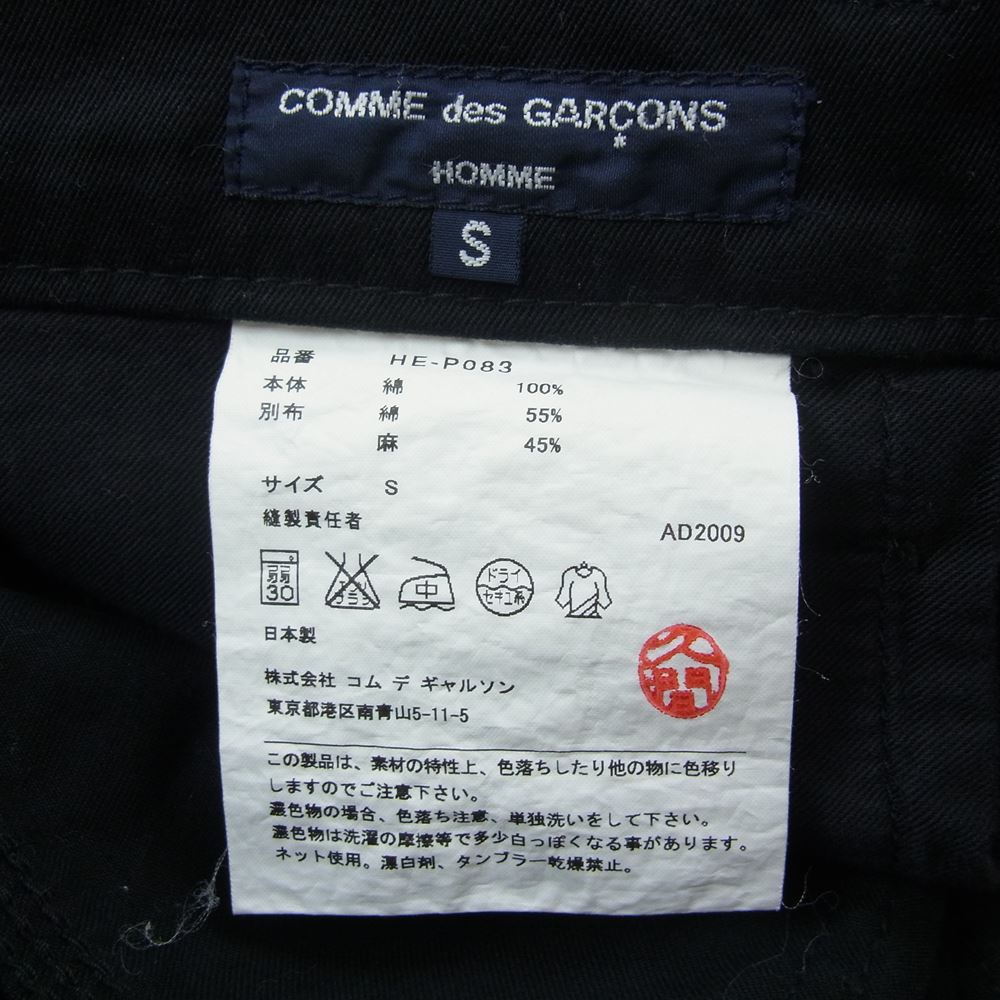 COMME des GARÇONS
HOMME
S
品番 HE-P083
本体 綿 100%
別布 綿 55%
麻 45%
サイズ S
縫製責任者
AD2009
弱
30
エンソ
サラシ
中
ドライ
セキユ系
日本製
株式会社 コム デ ギャルソン
東京都港区南青山5-11-5
この製品は、素材の特性上、色落ちしたり他の物に色移り
しますのでご注意下さい。
濃色物の場合、色落ち注意、単独洗いをして下さい。
濃色物は洗濯の摩擦等で多少白っぽくなる事があります。
ネット使用。漂白剤、タンブラー乾燥禁止。